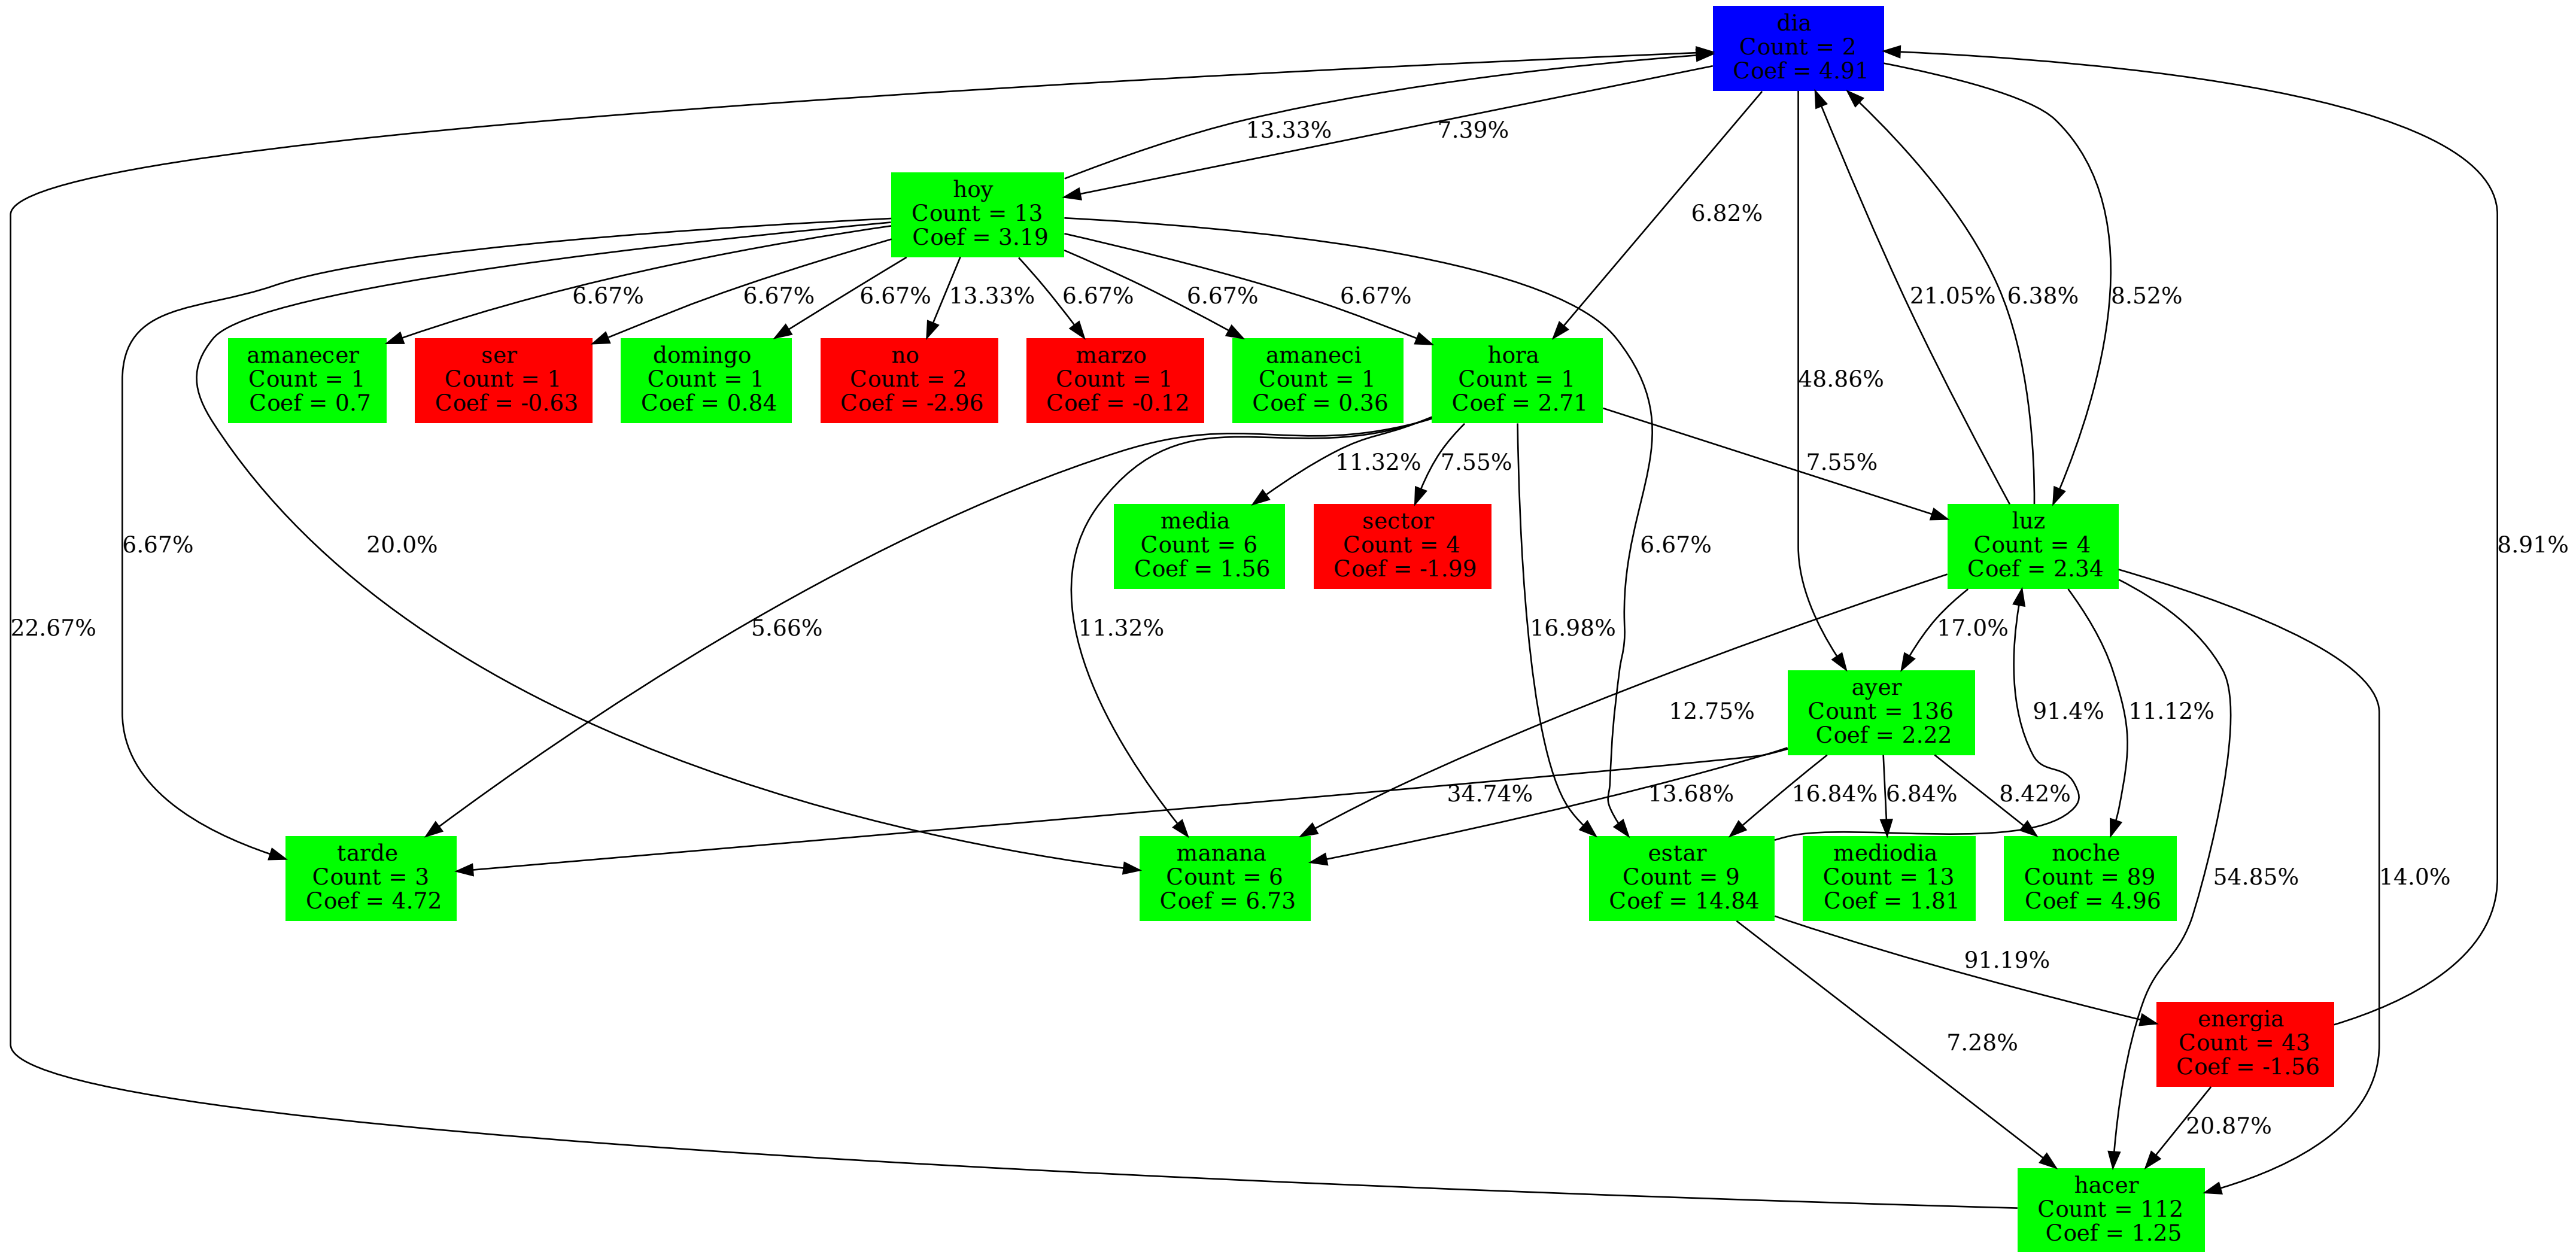 dia
Count = 2
Coef = 4.91
13.33%
7.39%
hoy
Count = 13
Coef = 3.19
6.82%
6.67%
6.67%
6.67%
13.33%
6.67%
6.67%
6.67%
21.05%
6.38%
8.52%
amanecer
Count = 1
Coef = 0.7
ser
Count = 1
Coef = -0.63
domingo
Count = 1
Coef = 0.84
no
Count = 2
Coef = -2.96
marzo
Count = 1
Coef = -0.12
amaneci
Count = 1
Coef = 0.36
hora
Count = 1
Coef = 2.71
48.86%
11.32%
7.55%
7.55%
media
Count = 6
Coef = 1.56
sector
Count = 4
Coef = -1.99
luz
Count = 4
Coef = 2.34
6.67%
20.0%
6.67%
8.91%
22.67%
5.66%
11.32%
16.98%
17.0%
ayer
Count = 136
Coef = 2.22
12.75%
91.4%
11.12%
34.74%
13.68%
16.84%
6.84%
8.42%
tarde
Count = 3
Coef = 4.72
manana
Count = 6
Coef = 6.73
estar
Count = 9
Coef = 14.84
mediodia
Count = 13
Coef = 1.81
noche
Count = 89
Coef = 4.96
54.85%
14.0%
91.19%
energia
Count = 43
Coef = -1.56
7.28%
20.87%
hacer
Count = 112
Coef = 1.25